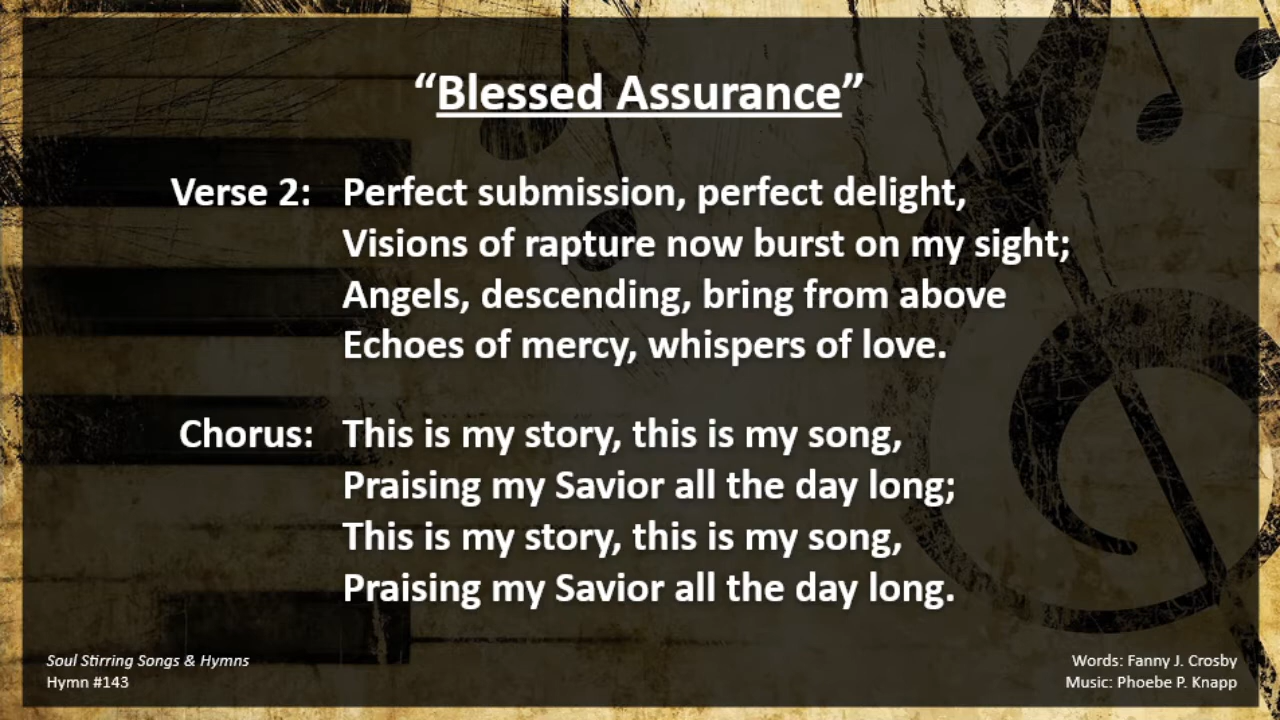 “Blessed Assurance”
Verse 2: Perfect submission, perfect delight,
Visions of rapture now burst on my sight;
Angels, descending, bring from above
Echoes of mercy, whispers of love.
Chorus: This is my story, this is my song,
Praising my Savior all the day long;
This is my story, this is my song,
Praising my Savior all the day long.
Soul Stirring Songs & Hymns
Hymn #143
Words: Fanny J. Crosby
Music: Phoebe P. Knapp